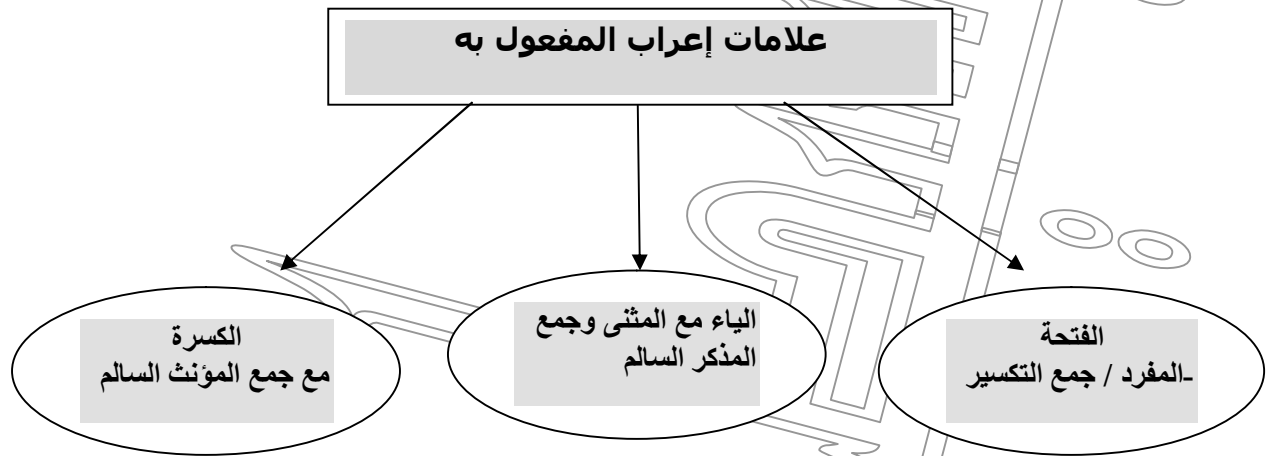 علامات إعراب المفعول به
الفتحة
-المفرد / جمع التكسير
الياء مع المثنى وجمع
المذكر السالم
الكسرة
مع جمع المؤنث السالم